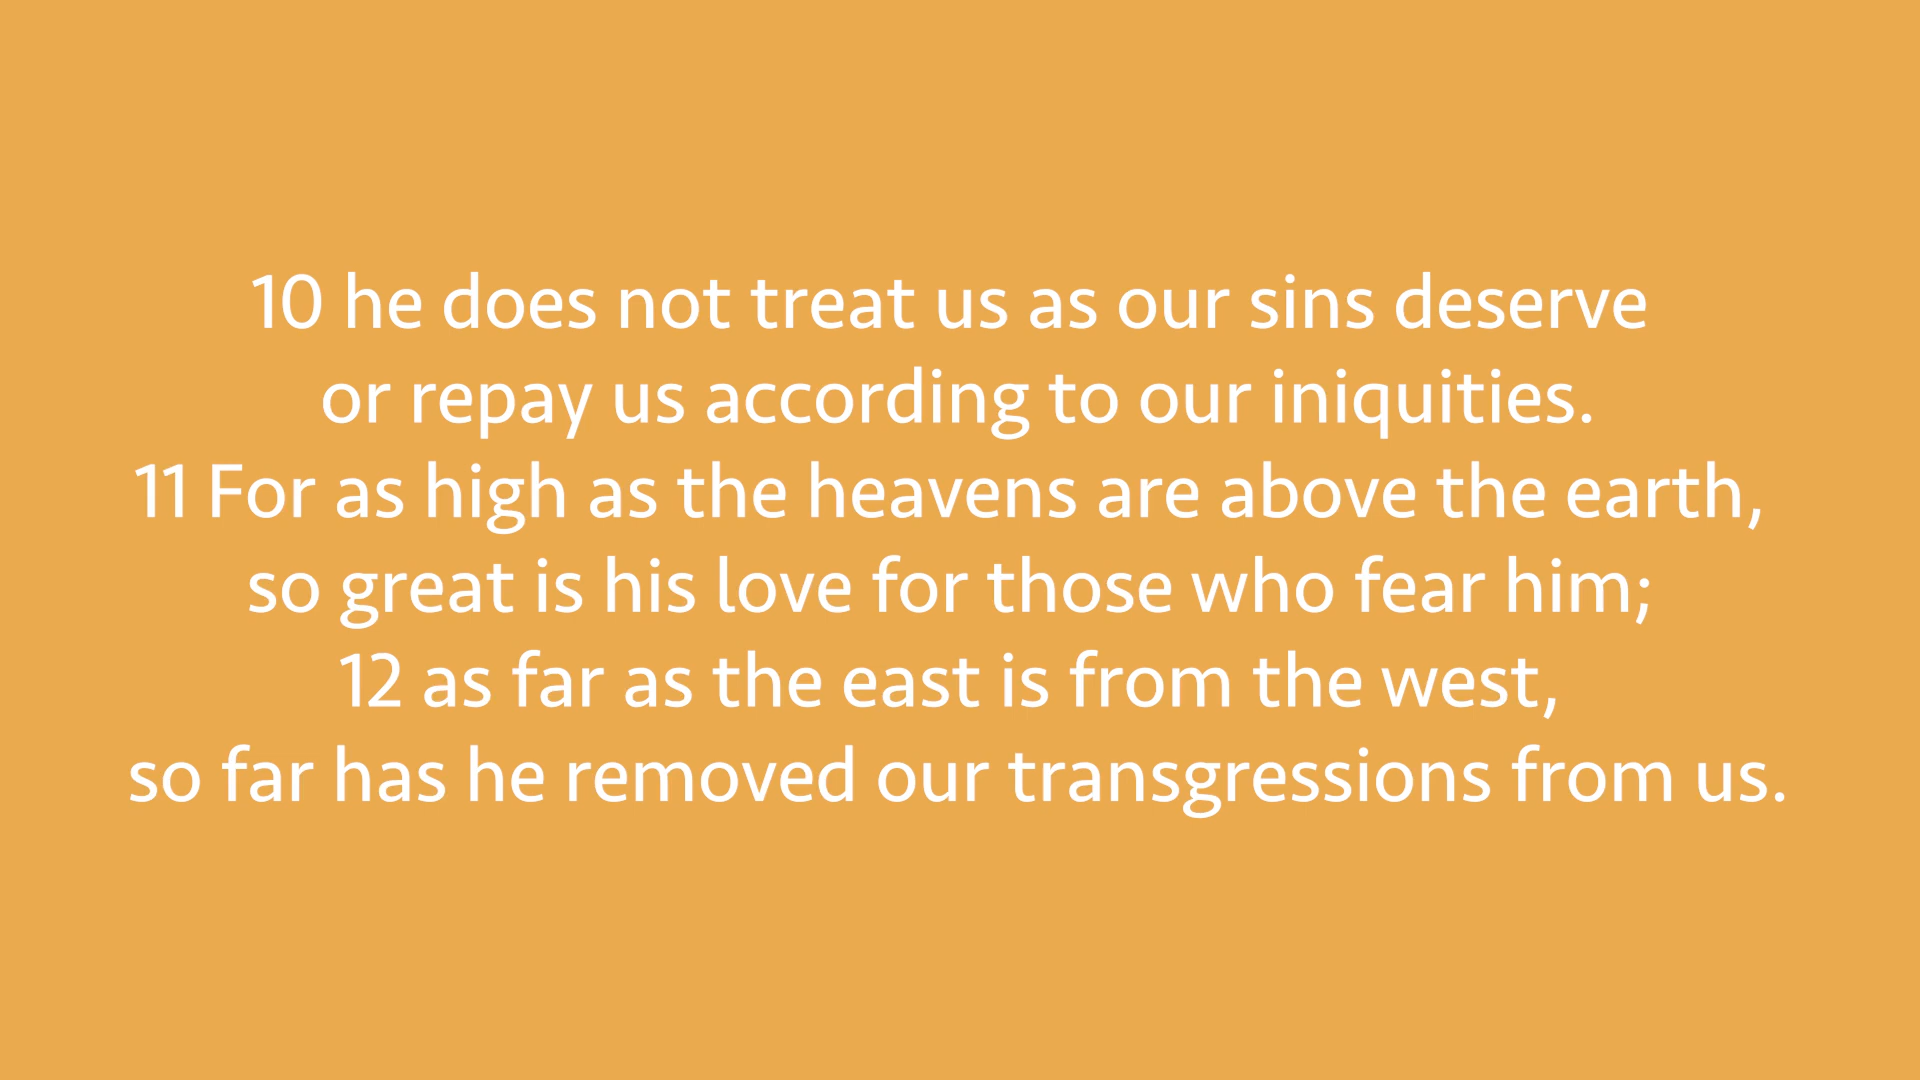 10 he does not treat us as our sins deserve
or repay us according to our iniquities.
11 For as high as the heavens are above the earth,
so great is his love for those who fear him;
12 as far as the east is from the west,
so far has he removed our transgressions from us.